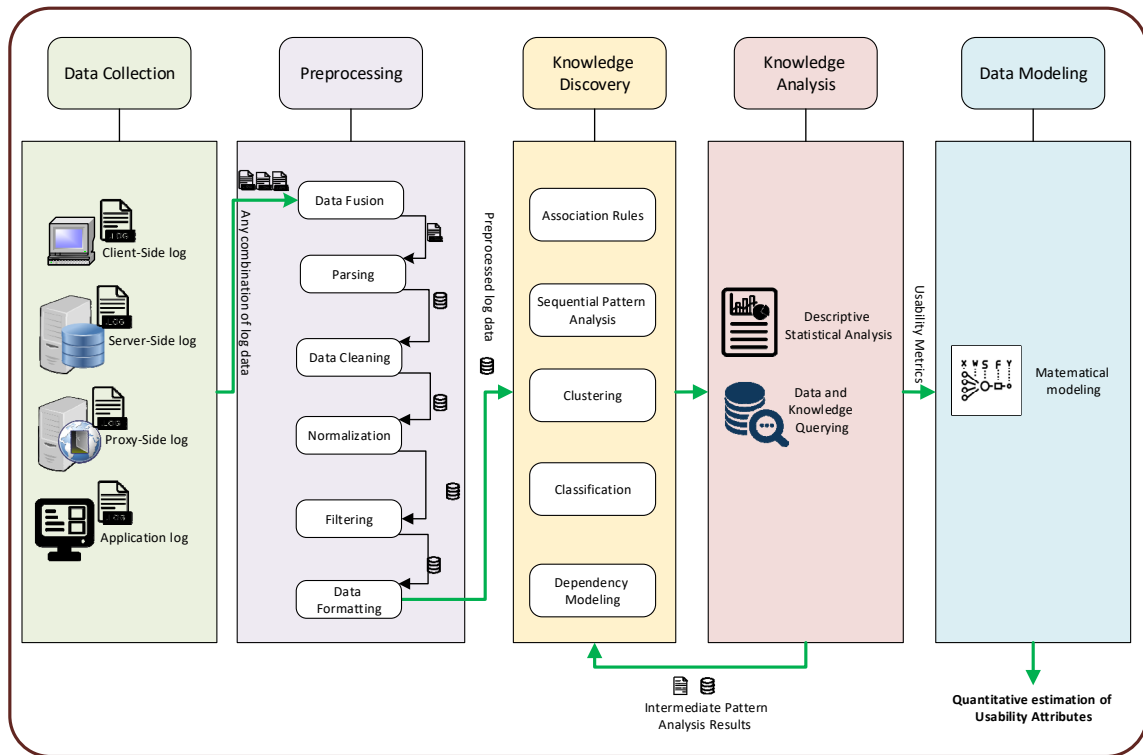 Data Collection
Preprocessing
Knowledge
Discovery
Knowledge
Analysis
Data Modeling
LOG
Client-Side log
LOG
Server-Side log
LOG
Proxy-Side log
LOG
Application log
Any combination of log data
Data Fusion
Parsing
Data Cleaning
Normalization
Filtering
Data
Formatting
Preprocessed log data
Association Rules
Sequential Pattern
Analysis
Clustering
Classification
Dependency
Modeling
Descriptive
Statistical Analysis
Data and
Knowledge
Querying
Usability Metrics
X W S F Y
Matematical
modeling
Intermediate Pattern
Analysis Results
Quantitative estimation of
Usability Attributes